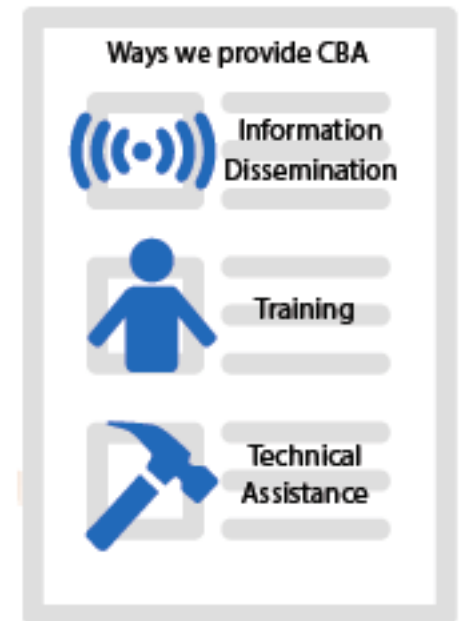 Ways we provide CBA
Information
Dissemination
Training
Technical
Assistance